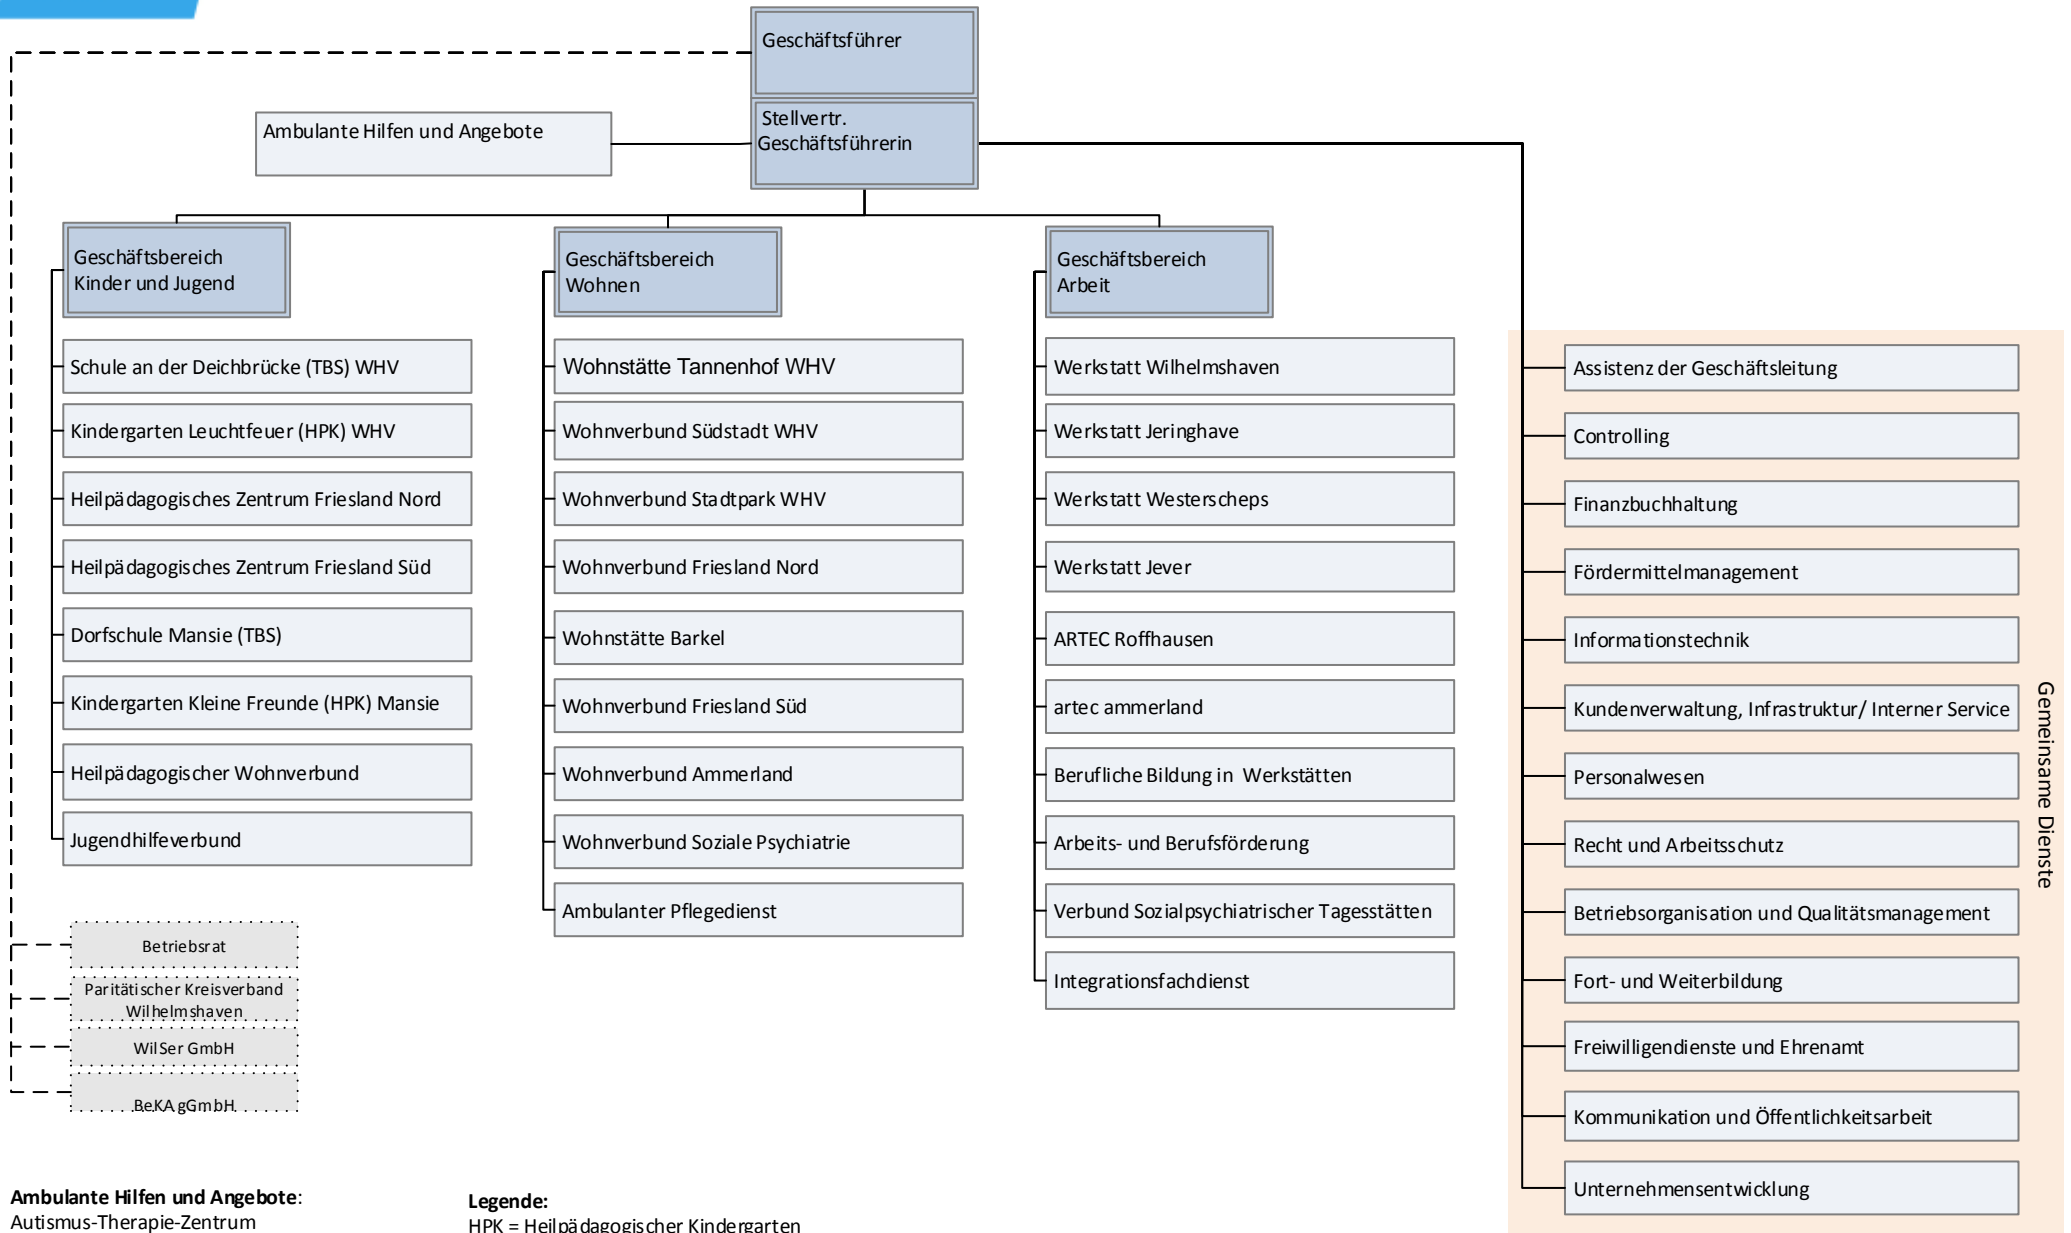 Geschäftsführer
Stellvertr.
Geschäftsführerin
Ambulante Hilfen und Angebote
Geschäftsbereich
Kinder und Jugend
Schule an der Deichbrücke (TBS) WHV
Kindergarten Leuchtfeuer (HPK) WHV
Heilpädagogisches Zentrum Friesland Nord
Heilpädagogisches Zentrum Friesland Süd
Dorfschule Mansie (TBS)
Kindergarten Kleine Freunde (HPK) Mansie
Heilpädagogischer Wohnverbund
Jugendhilfeverbund
Geschäftsbereich
Wohnen
Wohnstätte Tannenhof WHV
Wohnverbund Südstadt WHV
Wohnverbund Stadtpark WHV
Wohnverbund Friesland Nord
Wohnstätte Barkel
Wohnverbund Friesland Süd
Wohnverbund Ammerland
Wohnverbund Soziale Psychiatrie
Ambulanter Pflegedienst
Geschäftsbereich
Arbeit
Werkstatt Wilhelmshaven
Werkstatt Jeringhave
Werkstatt Westerscheps
Werkstatt Jever
ARTEC Roffhausen
artec ammerland
Berufliche Bildung in Werkstätten
Arbeits- und Berufsförderung
Verbund Sozialpsychiatrischer Tagesstätten
Integrationsfachdienst
Assistenz der Geschäftsleitung
Controlling
Finanzbuchhaltung
Fördermittelmanagement
Informationstechnik
Kundenverwaltung, Infrastruktur/ Interner Service
Personalwesen
Recht und Arbeitsschutz
Betriebsorganisation und Qualitätsmanagement
Fort- und Weiterbildung
Freiwilligendienste und Ehrenamt
Kommunikation und Öffentlichkeitsarbeit
Unternehmensentwicklung
Gemeinsame Dienste
Betriebsrat
Paritätischer Kreisverband
Wilhelmshaven
WilSer GmbH
BeKA gGmbH
Ambulante Hilfen und Angebote:
Autismus-Therapie-Zentrum
Legende:
HPK = Heilpädagogischer Kindergarten